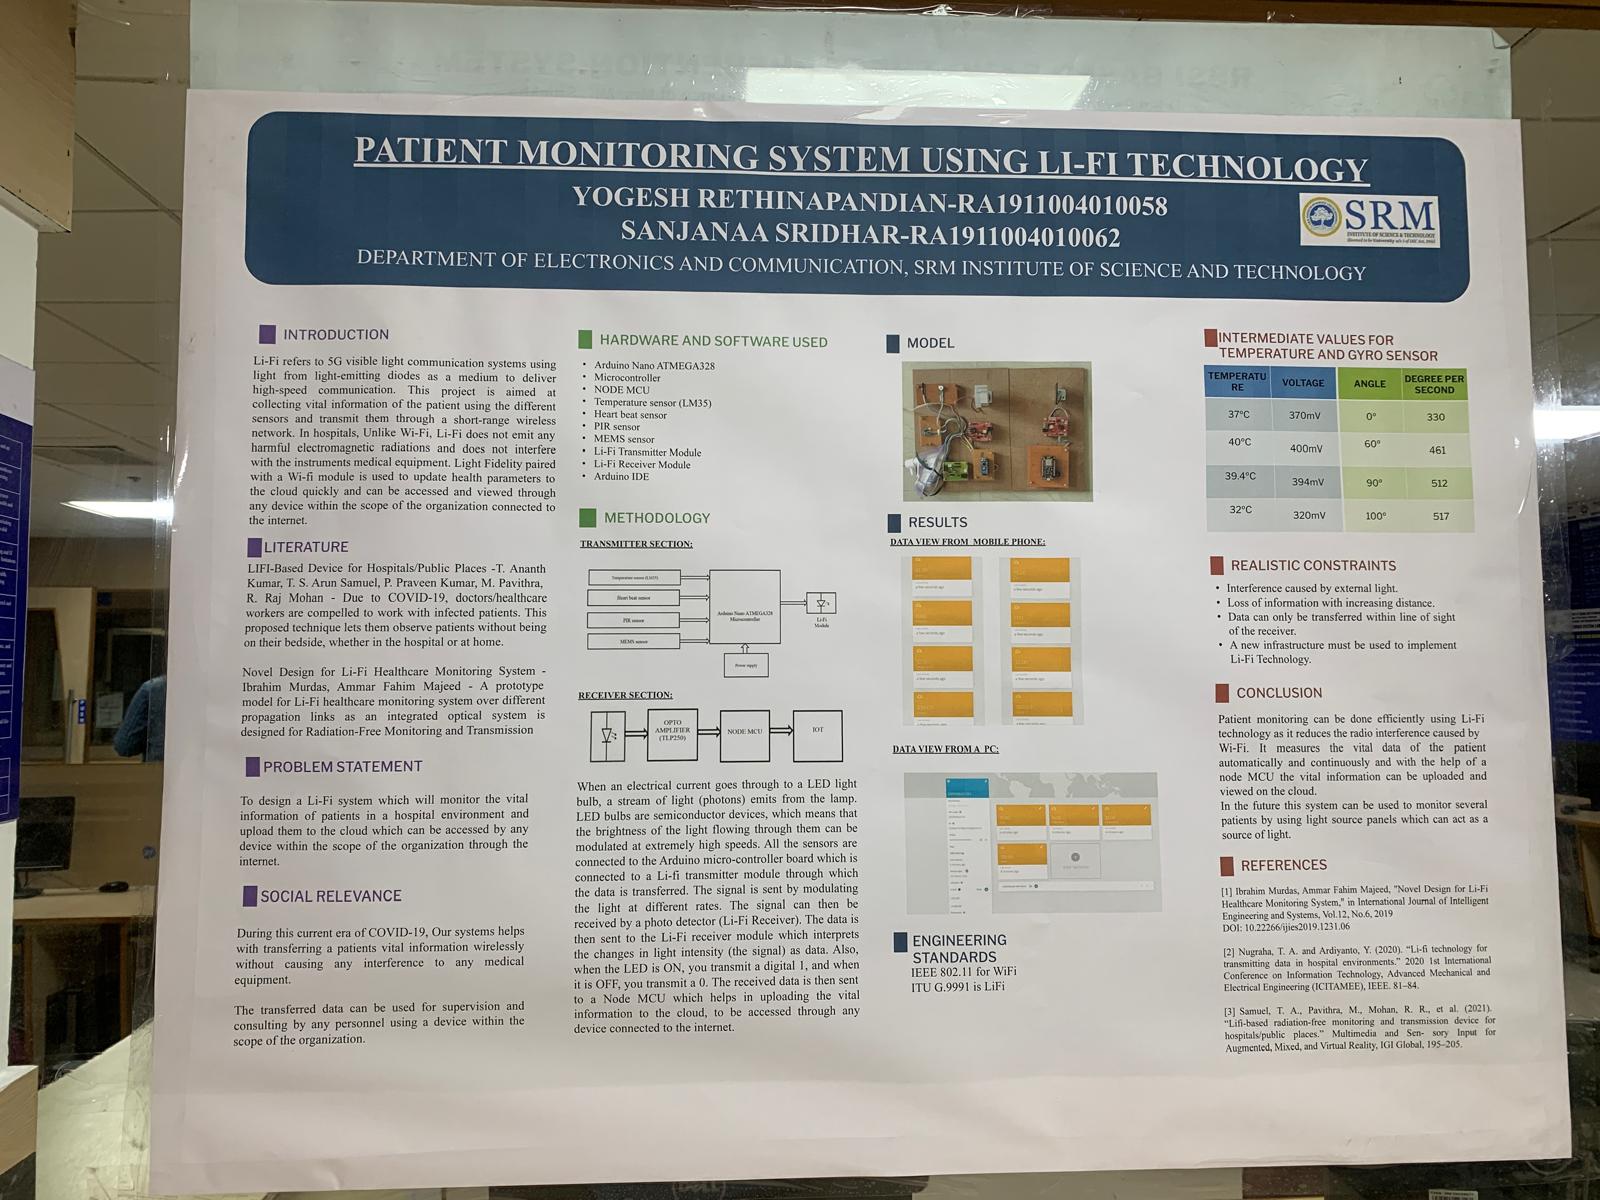 PATIENT MONITORING SYSTEM USING LI-FI TECHNOLOGY
YOGESH RETHINAPANDIAN-RA1911004010058
SANJANAA SRIDHAR-RA1911004010062
DEPARTMENT OF ELECTRONICS AND COMMUNICATION, SRM INSTITUTE OF SCIENCE AND TECHNOLOGY
SRM
INSTITUTE OF SCIENCE & TECHNOLOGY
INTRODUCTION
Li-Fi refers to 5G visible light communication systems using
light from light-emitting diodes as a medium to deliver
high-speed communication. This project is aimed at
collecting vital information of the patient using the different
sensors and transmit them through a short-range wireless
network. In hospitals, Unlike Wi-Fi, Li-Fi does not emit any
harmful electromagnetic radiations and does not interfere
with the instruments medical equipment. Light Fidelity paired
with a Wi-fi module is used to update health parameters to
the cloud quickly and can be accessed and viewed through
any device within the scope of the organization connected to
the internet.
LITERATURE
LIFI-Based Device for Hospitals/Public Places -T. Ananth
Kumar, T. S. Arun Samuel, P. Praveen Kumar, M. Pavithra,
R. Raj Mohan - Due to COVID-19, doctors/healthcare
workers are compelled to work with infected patients. This
proposed technique lets them observe patients without being
on their bedside, whether in the hospital or at home.
Novel Design for Li-Fi Healthcare Monitoring System -
Ibrahim Murdas, Ammar Fahim Majeed - A prototype
model for Li-Fi healthcare monitoring system over different
propagation links as an integrated optical system is
designed for Radiation-Free Monitoring and Transmission
PROBLEM STATEMENT
To design a Li-Fi system which will monitor the vital
information of patients in a hospital environment and
upload them to the cloud which can be accessed by any
device within the scope of the organization through the
internet.
SOCIAL RELEVANCE
During this current era of COVID-19, Our systems helps
with transferring a patients vital information wirelessly
without causing any interference to any medical
equipment.
The transferred data can be used for supervision and
consulting by any personnel using a device within the
scope of the organization.
HARDWARE AND SOFTWARE USED
• Arduino Nano ATMEGA328
• Microcontroller
• NODE MCU
• Temperature sensor (LM35)
• Heart beat sensor
• PIR sensor
• MEMS sensor
• Li-Fi Transmitter Module
• Li-Fi Receiver Module
• Arduino IDE
METHODOLOGY
TRANSMITTER SECTION:
Temperature sensor (LM35)
Heart beat sensor
PIR sensor
MEMS sensor
Arduino Nano ATMEGA328
Microcontroller
Power supply
Li-Fi
Module
RECEIVER SECTION:
OPTO
AMPLIFIER
(TLP250)
NODE MCU
IOT
When an electrical current goes through to a LED light
bulb, a stream of light (photons) emits from the lamp.
LED bulbs are semiconductor devices, which means that
the brightness of the light flowing through them can be
modulated at extremely high speeds. All the sensors are
connected to the Arduino micro-controller board which is
connected to a Li-fi transmitter module through which
the data is transferred. The signal is sent by modulating
the light at different rates. The signal can then be
received by a photo detector (Li-Fi Receiver). The data is
then sent to the Li-Fi receiver module which interprets
the changes in light intensity (the signal) as data. Also,
when the LED is ON, you transmit a digital 1, and when
it is OFF, you transmit a 0. The received data is then sent
to a Node MCU which helps in uploading the vital
information to the cloud, to be accessed through any
device connected to the internet.
MODEL
RESULTS
DATA VIEW FROM MOBILE PHONE:
DATA VIEW FROM A PC:
ENGINEERING
STANDARDS
IEEE 802.11 for WiFi
ITU G.9991 is LiFi
INTERMEDIATE VALUES FOR
TEMPERATURE AND GYRO SENSOR
TEMPERATU
RE
VOLTAGE
ANGLE
DEGREE PER
SECOND
37°C 370mV 0° 330
40°C 400mV 60° 461
39.4°C 394mV 90° 512
32°C 320mV 100° 517
REALISTIC CONSTRAINTS
• Interference caused by external light.
• Loss of information with increasing distance.
• Data can only be transferred within line of sight
of the receiver.
• A new infrastructure must be used to implement
Li-Fi Technology.
CONCLUSION
Patient monitoring can be done efficiently using Li-Fi
technology as it reduces the radio interference caused by
Wi-Fi. It measures the vital data of the patient
automatically and continuously and with the help of a
node MCU the vital information can be uploaded and
viewed on the cloud.
In the future this system can be used to monitor several
patients by using light source panels which can act as a
source of light.
REFERENCES
[1] Ibrahim Murdas, Ammar Fahim Majeed, "Novel Design for Li-Fi
Healthcare Monitoring System," in International Journal of Intelligent
Engineering and Systems, Vol.12, No.6, 2019
DOI: 10.22266/ijies2019.1231.06
[2] Nugraha, T. A. and Ardiyanto, Y. (2020). “Li-fi technology for
transmitting data in hospital environments.” 2020 1st International
Conference on Information Technology, Advanced Mechanical and
Electrical Engineering (ICITAMEE), IEEE. 81–84.
[3] Samuel, T. A., Pavithra, M., Mohan, R. R., et al. (2021).
“Lifi-based radiation-free monitoring and transmission device for
hospitals/public places.” Multimedia and Sen- sory Input for
Augmented, Mixed, and Virtual Reality, IGI Global, 195–205.